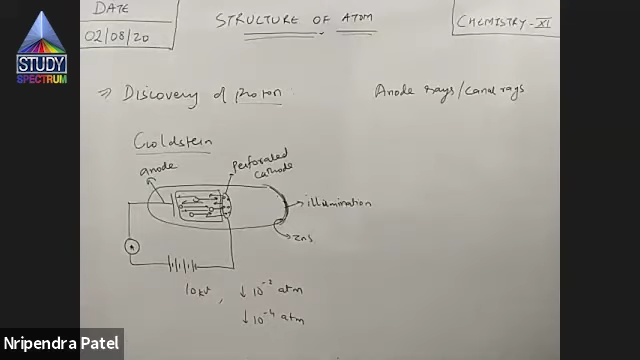 DATE
02/08/20
STRUCTURE OF ATOM
CHEMISTRY-XI
STUDY
SPECTRUM
⇒ Discovery of proton :
Anode rays/canal rays
Goldstein
anode
Perforated
cathode
illumination
ZnS
A
10kV , ↓ 10⁻² atm
↓ 10⁻⁴ atm
Nripendra Patel